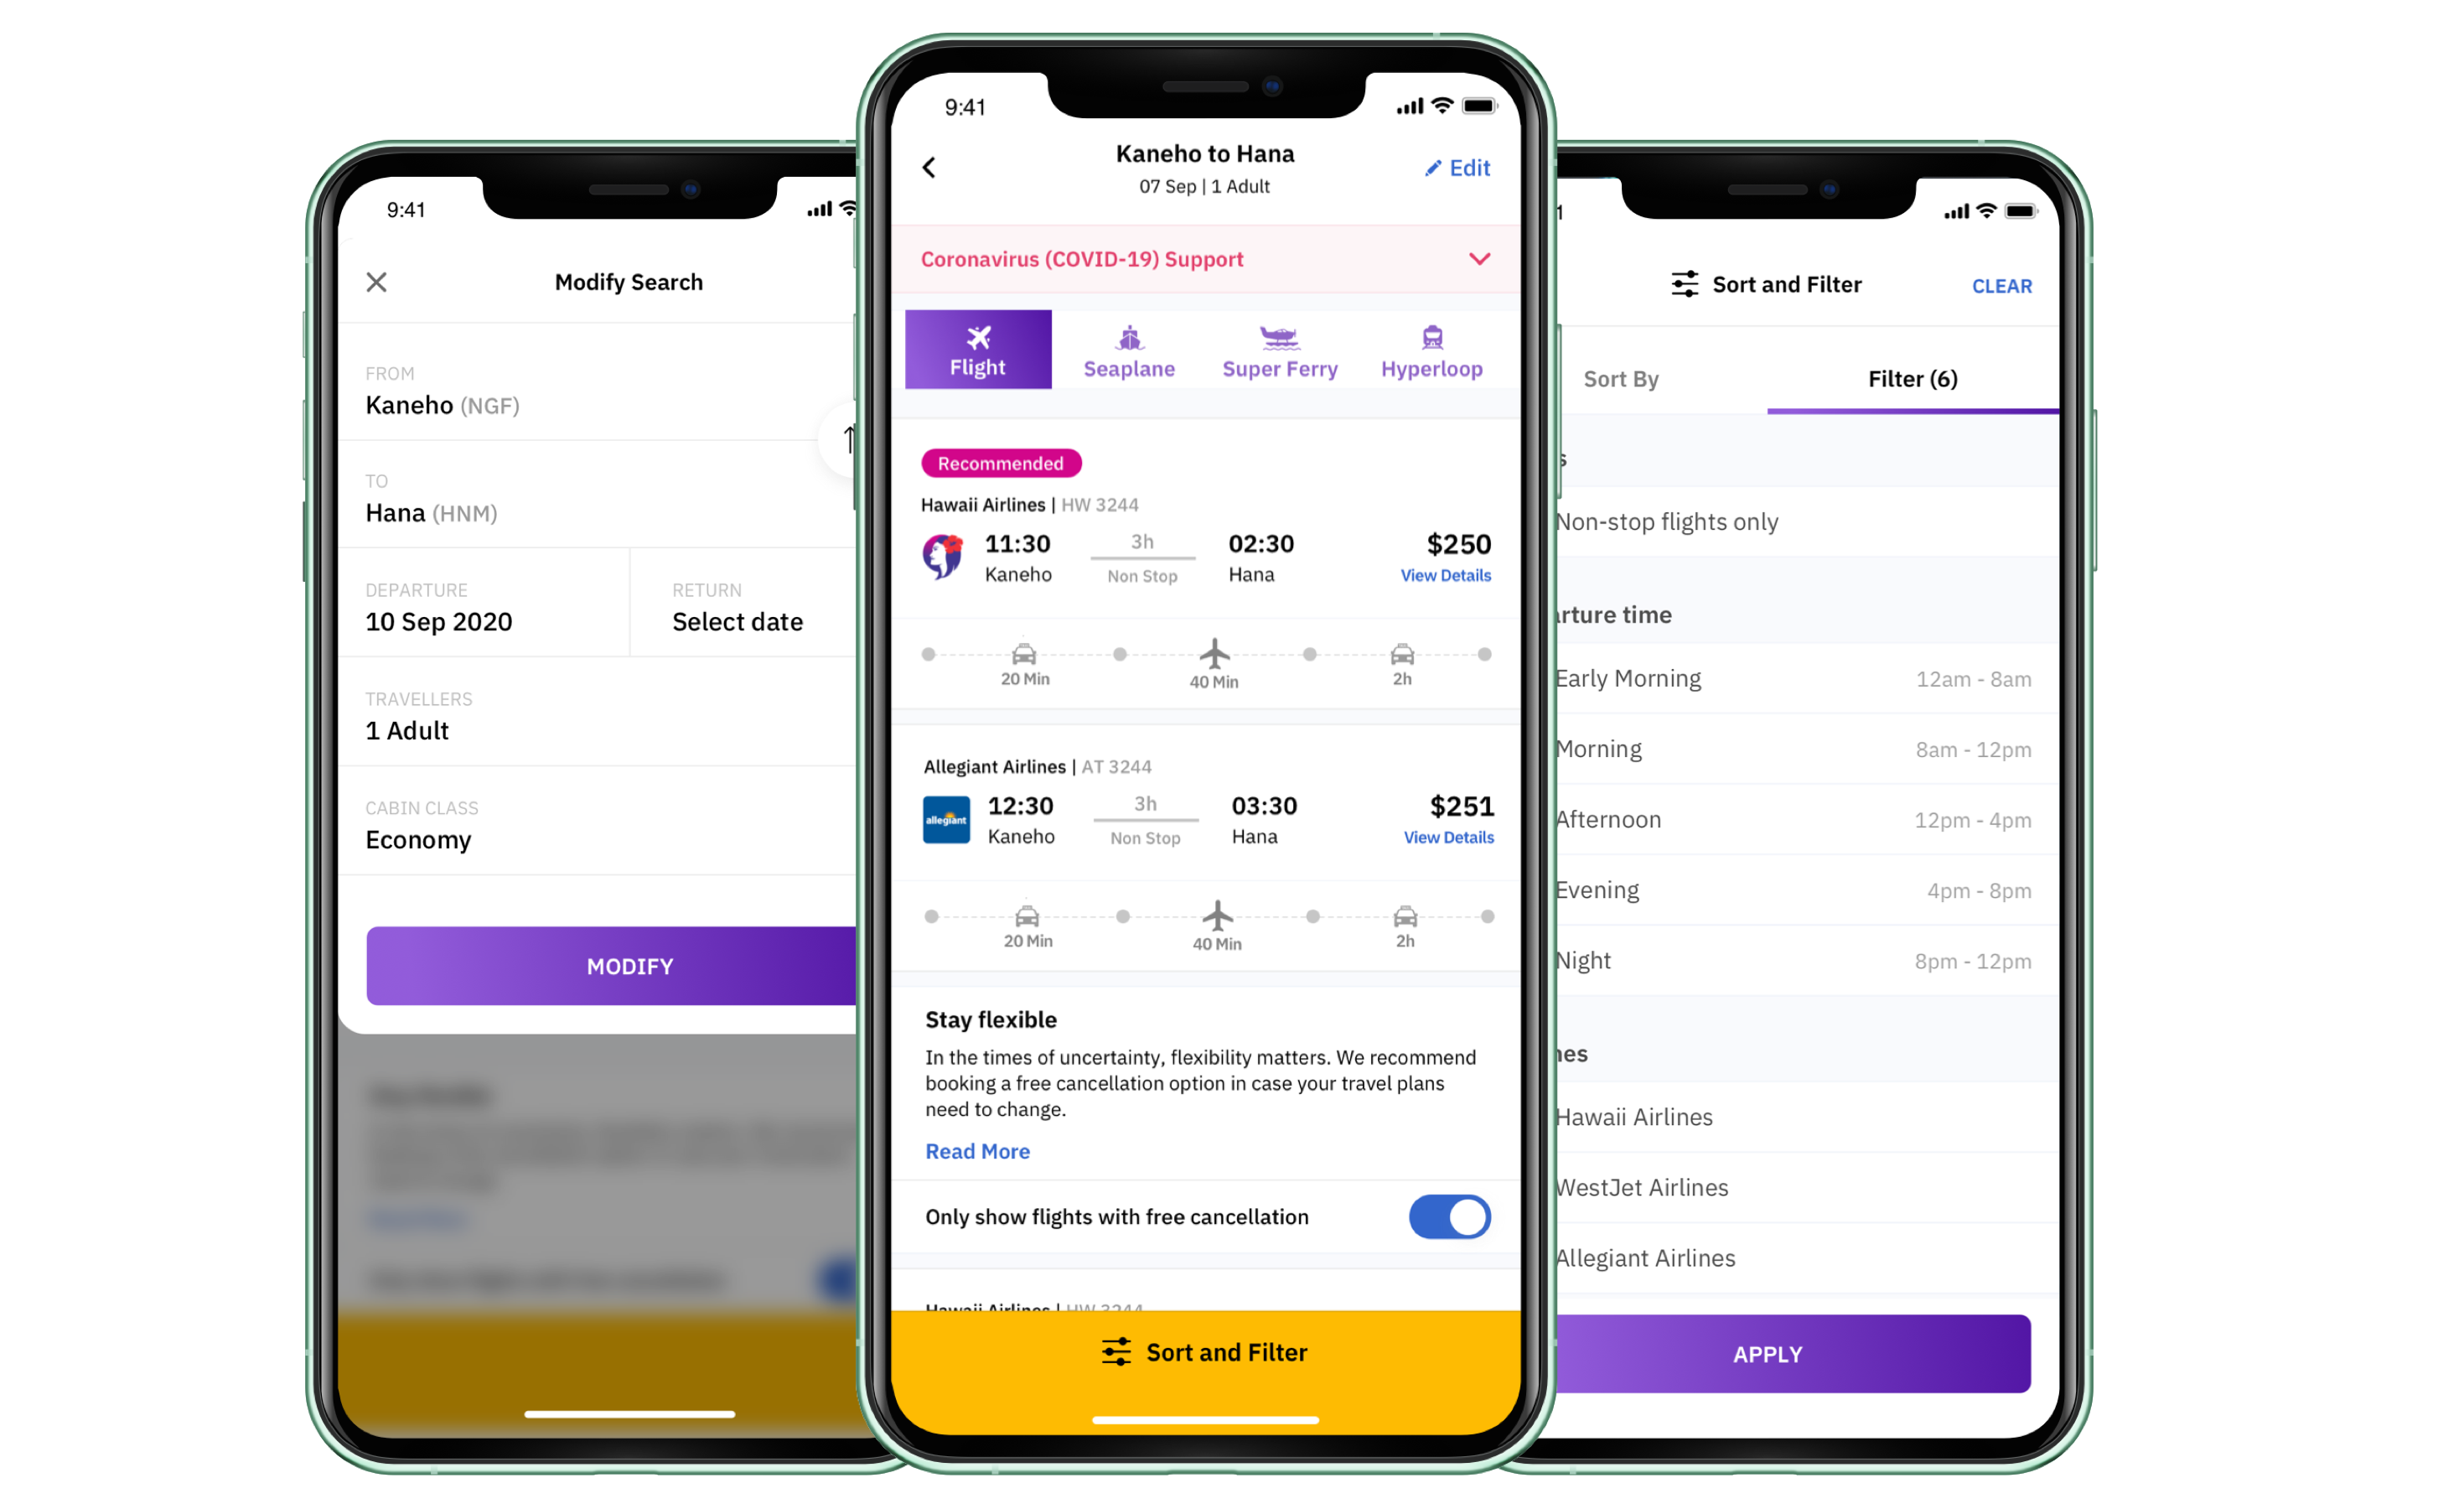 9:41
Modify Search
FROM
Kaneho (NGF)
TO
Hana (HNM)
DEPARTURE
10 Sep 2020
RETURN
Select date
TRAVELLERS
1 Adult
CABIN CLASS
Economy
MODIFY
9:41
Kaneho to Hana
07 Sep | 1 Adult
Edit
Coronavirus (COVID-19) Support
Flight
Seaplane
Super Ferry
Hyperloop
Recommended
Hawaii Airlines | HW 3244
11:30
3h
02:30
$250
Kaneho
Non Stop
Hana
View Details
20 Min
40 Min
2h
Allegiant Airlines | AT 3244
allegiant
12:30
3h
03:30
$251
Kaneho
Non Stop
Hana
View Details
20 Min
40 Min
2h
Stay flexible
In the times of uncertainty, flexibility matters. We recommend
booking a free cancellation option in case your travel plans
need to change.
Read More
Only show flights with free cancellation
Hawaii Airlines | HW 3244
Sort and Filter
1
Sort and Filter
CLEAR
Sort By
Filter (6)
s
Non-stop flights only
rture time
Early Morning
12am - 8am
Morning
8am - 12pm
Afternoon
12pm - 4pm
Evening
4pm - 8pm
Night
8pm - 12pm
nes
Hawaii Airlines
WestJet Airlines
Allegiant Airlines
APPLY